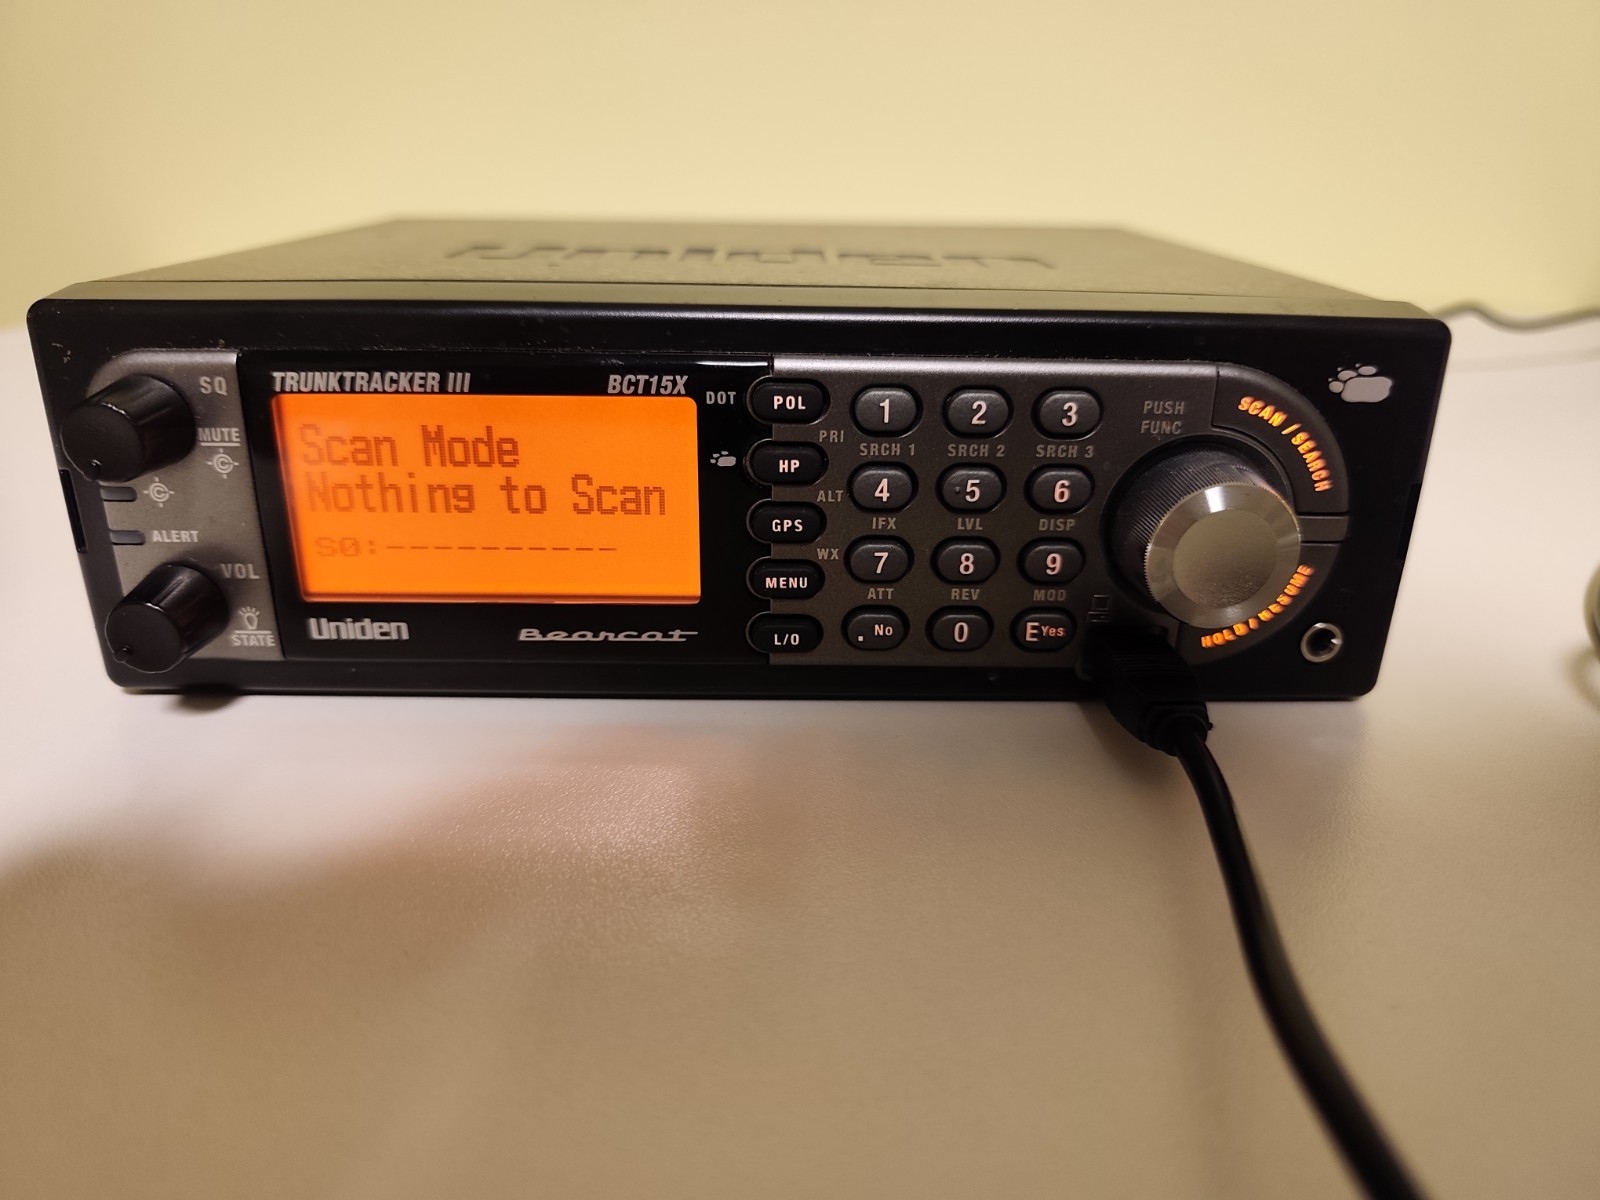 uniden
SQ
MUTE
ALERT
VOL
STATE
TRUNKTRACKER III
BCT15X
Scan Mode
Nothing to Scan
S0:-----------
Uniden
Bearcat
DOT
POL
PRI
HP
ALT
GPS
WX
MENU
L/O
1 2 3
SRCH 1 SRCH 2 SRCH 3
4 5 6
IFX LVL DISP
7 8 9
ATT REV MOD
. No 0 E Yes
PUSH
FUNC
SCAN / SEARCH
HOLD / RESUME